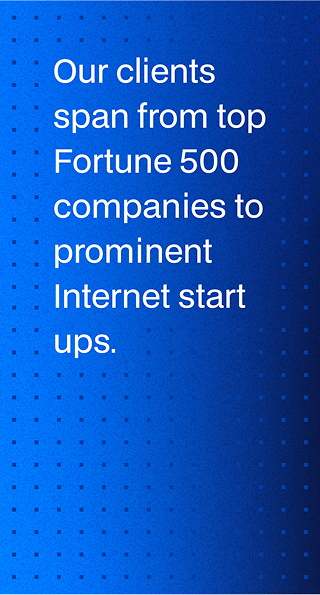 Our clients
span from top
Fortune 500
companies to
prominent
Internet start
ups.